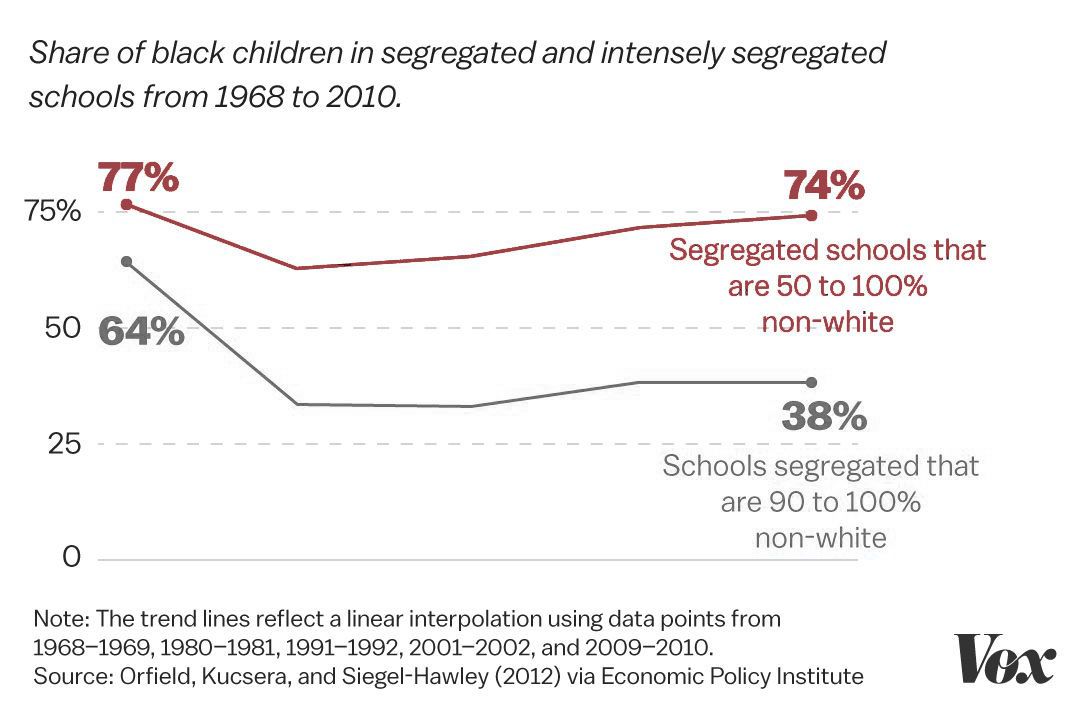 Share of black children in segregated and intensely segregated
schools from 1968 to 2010.
77%
74%
75%
Segregated schools that
are 50 to 100%
non-white
50
64%
38%
25
Schools segregated that
are 90 to 100%
non-white
0
Note: The trend lines reflect a linear interpolation using data points from
1968–1969, 1980–1981, 1991–1992, 2001–2002, and 2009–2010.
Source: Orfield, Kucsera, and Siegel-Hawley (2012) via Economic Policy Institute
Vox